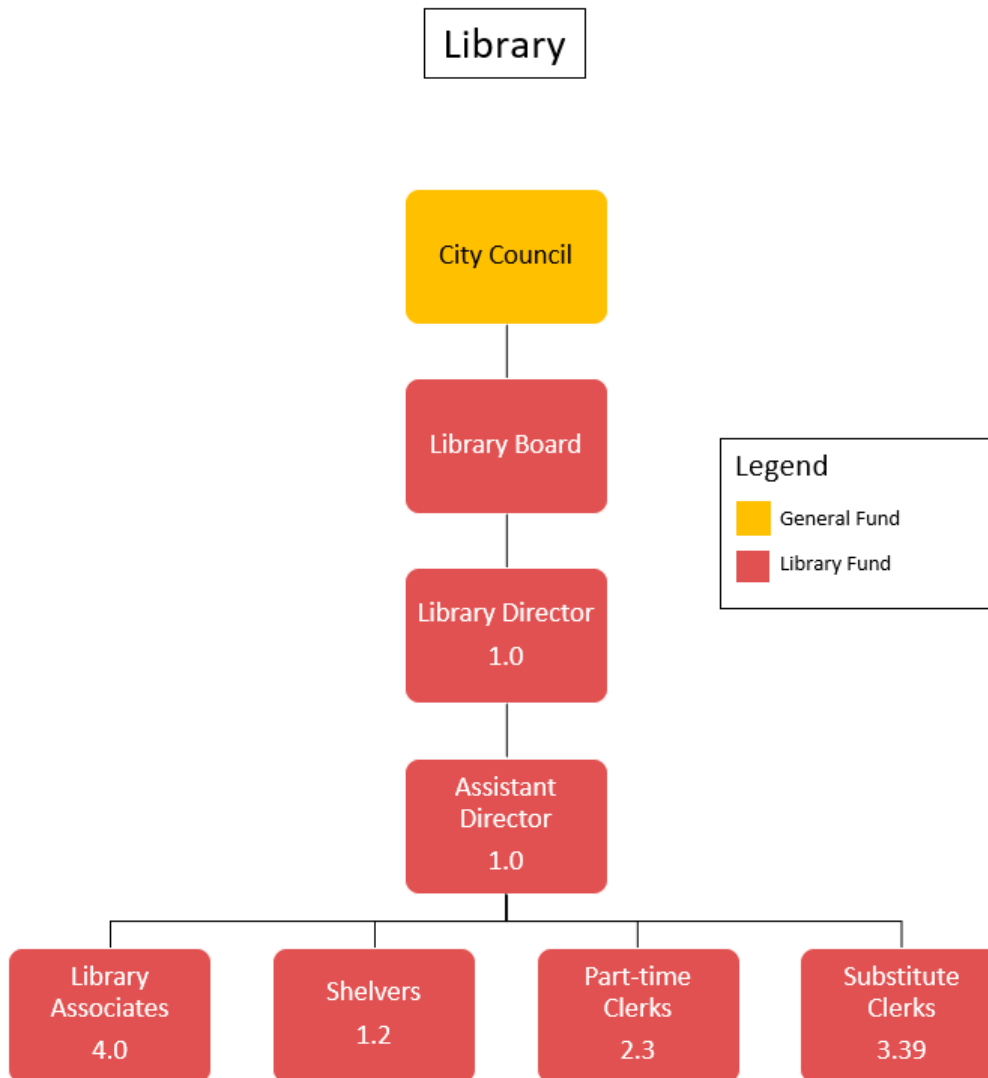 Library
City Council
Library Board
Legend
General Fund
Library Fund
Library Director
1.0
Assistant
Director
1.0
Library
Associates
4.0
Shelvers
1.2
Part-time
Clerks
2.3
Substitute
Clerks
3.39